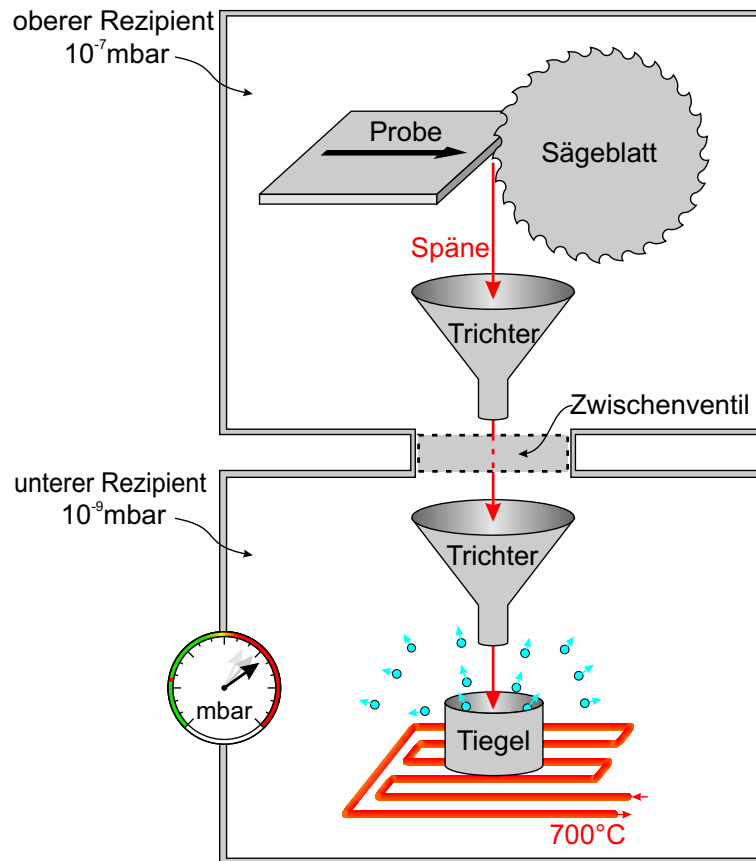 oberer Rezipient
10⁻⁷mbar
Probe
Sägeblatt
Späne
Trichter
Zwischenventil
unterer Rezipient
10⁻⁹mbar
Trichter
mbar
Tiegel
700°C